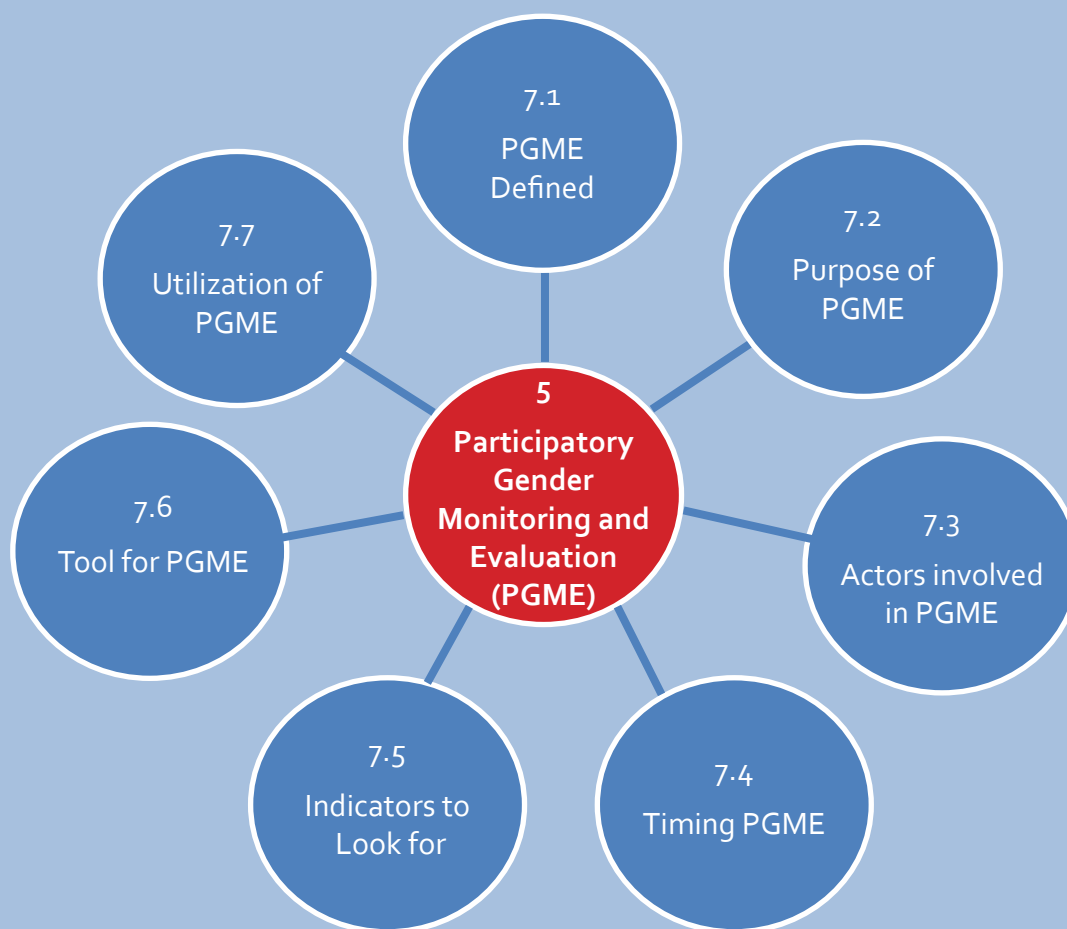 7.1
PGME
Defined
7.2
Purpose of
PGME
7.7
Utilization of
PGME
5
Participatory
Gender
Monitoring and
Evaluation
(PGME)
7.3
Actors involved
in PGME
7.6
Tool for PGME
7.5
Indicators to
Look for
7.4
Timing PGME